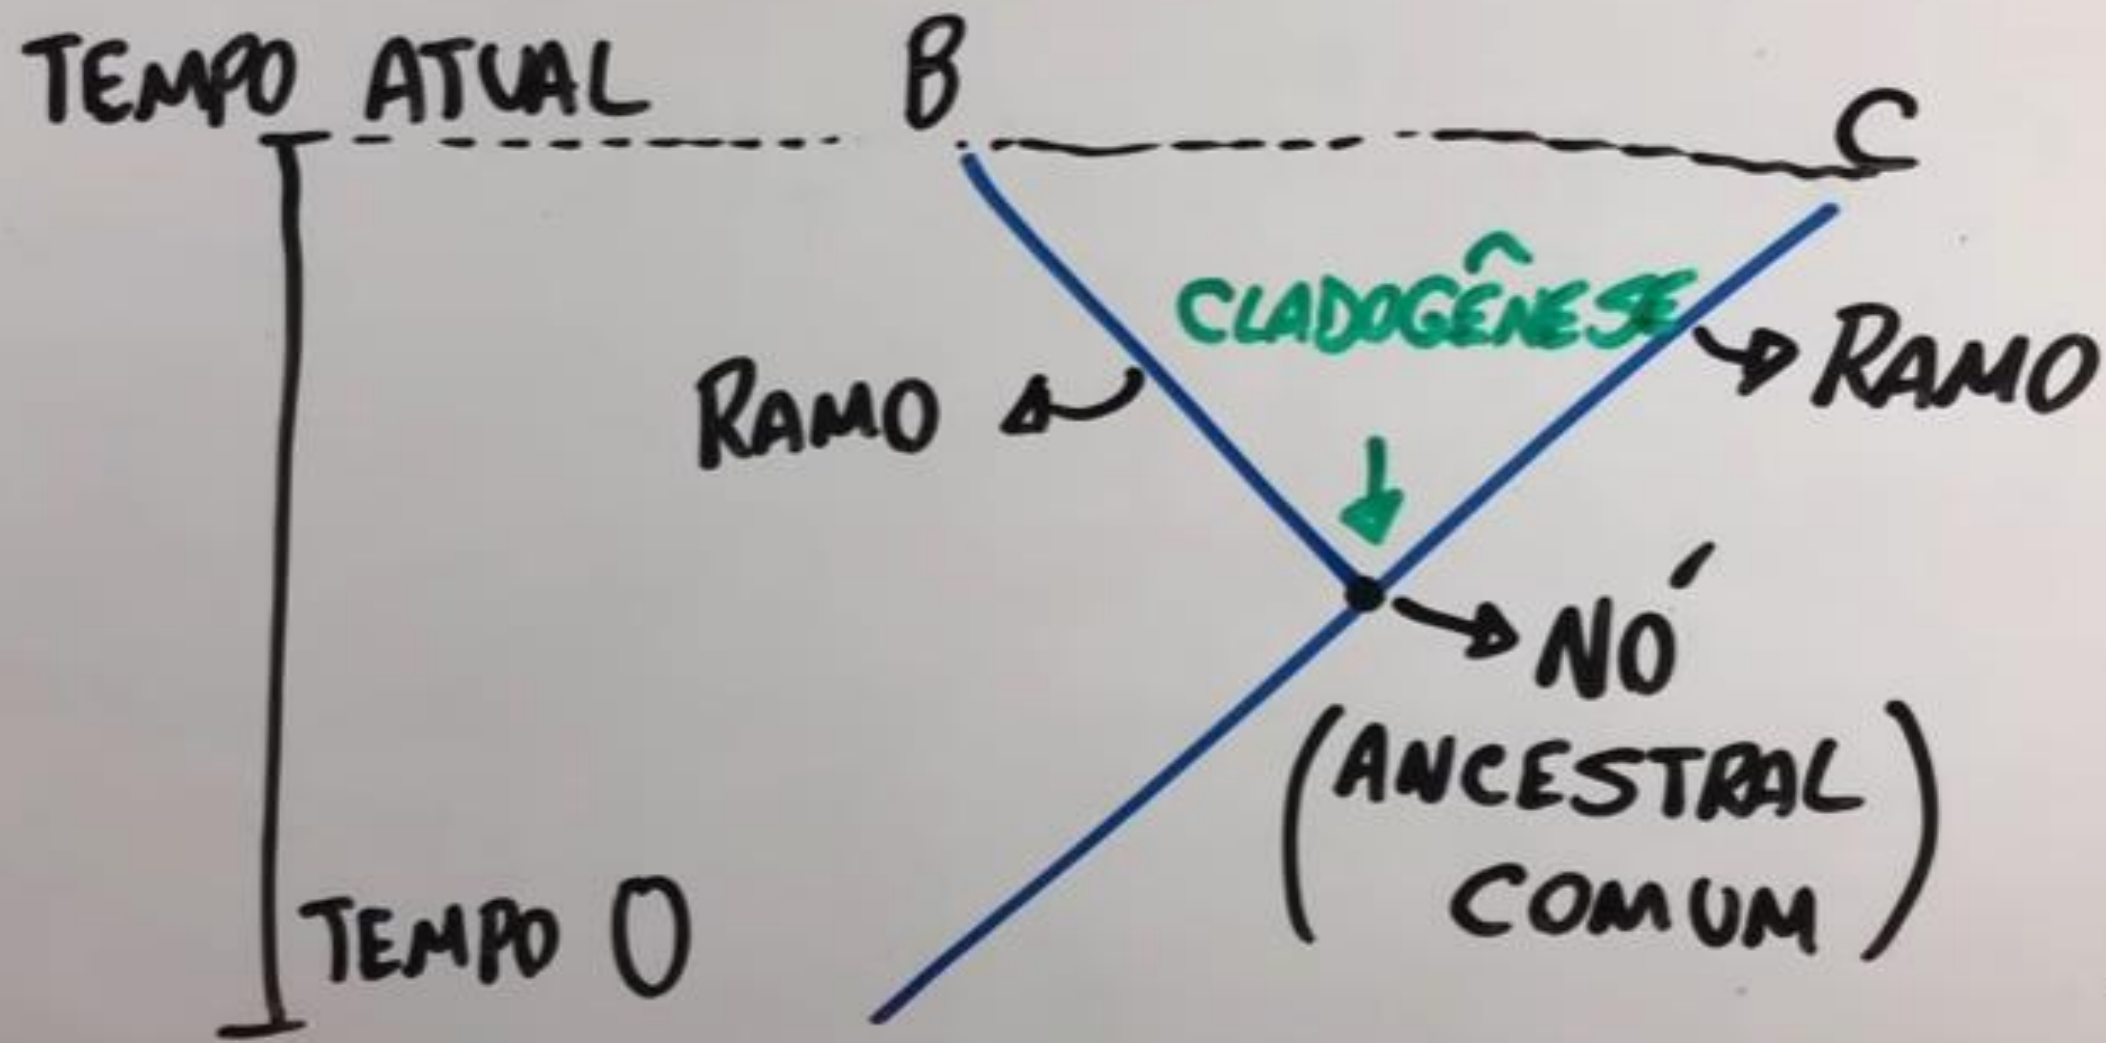 TEMPO ATUAL
B
C
CLADOGÊNESE
RAMO
RAMO
NÓ
(ANCESTRAL
COMUM)
TEMPO 0